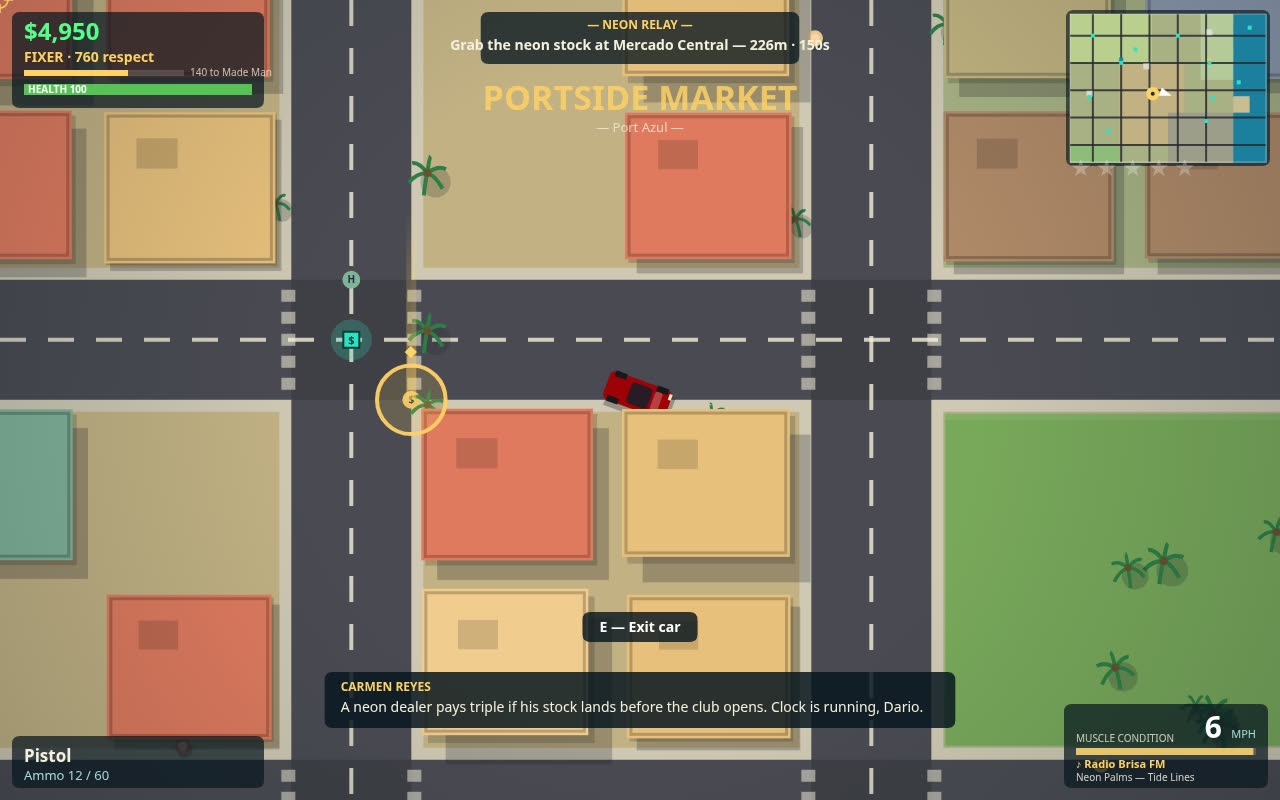 $4,950
FIXER · 760 respect
140 to Made Man
HEALTH 100
— NEON RELAY —
Grab the neon stock at Mercado Central — 226m · 150s
PORTSIDE MARKET
— Port Azul —
H
$
$
E — Exit car
CARMEN REYES
A neon dealer pays triple if his stock lands before the club opens. Clock is running, Dario.
Pistol
Ammo 12 / 60
6 MPH
MUSCLE CONDITION
♪ Radio Brisa FM
Neon Palms — Tide Lines